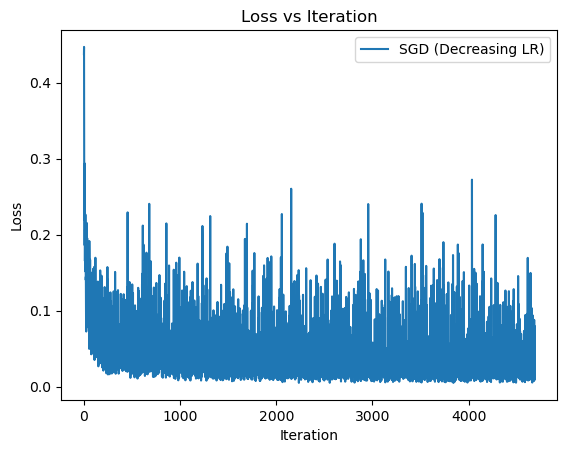 Loss vs Iteration
SGD (Decreasing LR)
0.4
0.3
0.2
0.1
0.0
Loss
0
1000
2000
3000
4000
Iteration